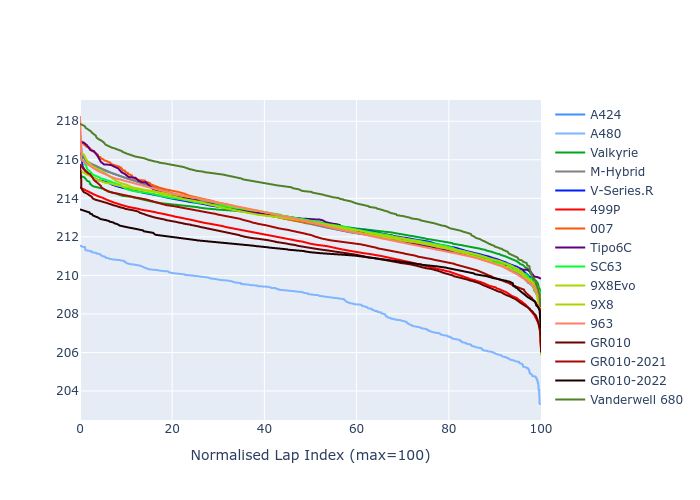 218
216
214
212
210
208
206
204
0
20
40
60
80
100
Normalised Lap Index (max=100)
A424
A480
Valkyrie
M-Hybrid
V-Series.R
499P
007
Tipo6C
SC63
9X8Evo
9X8
963
GR010
GR010-2021
GR010-2022
Vanderwell 680